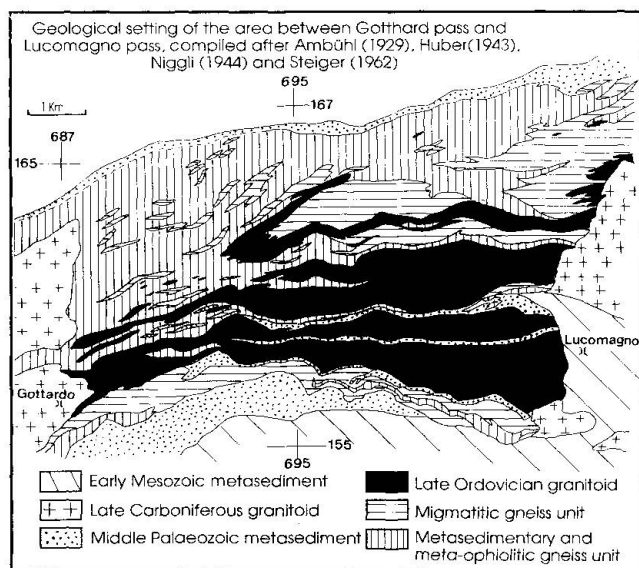 Geological setting of the area between Gotthard pass and
Lucomagno pass, compiled after Ambühl (1929), Huber(1943),
Niggli (1944) and Steiger (1962)
1 Km
695
167
687
165
Lucomagno
Gottardo
155
695
Early Mesozoic metasediment
Late Carboniferous granitoid
Middle Palaeozoic metasediment
Late Ordovician granitoid
Migmatitic gneiss unit
Metasedimentary and
meta-ophiolitic gneiss unit